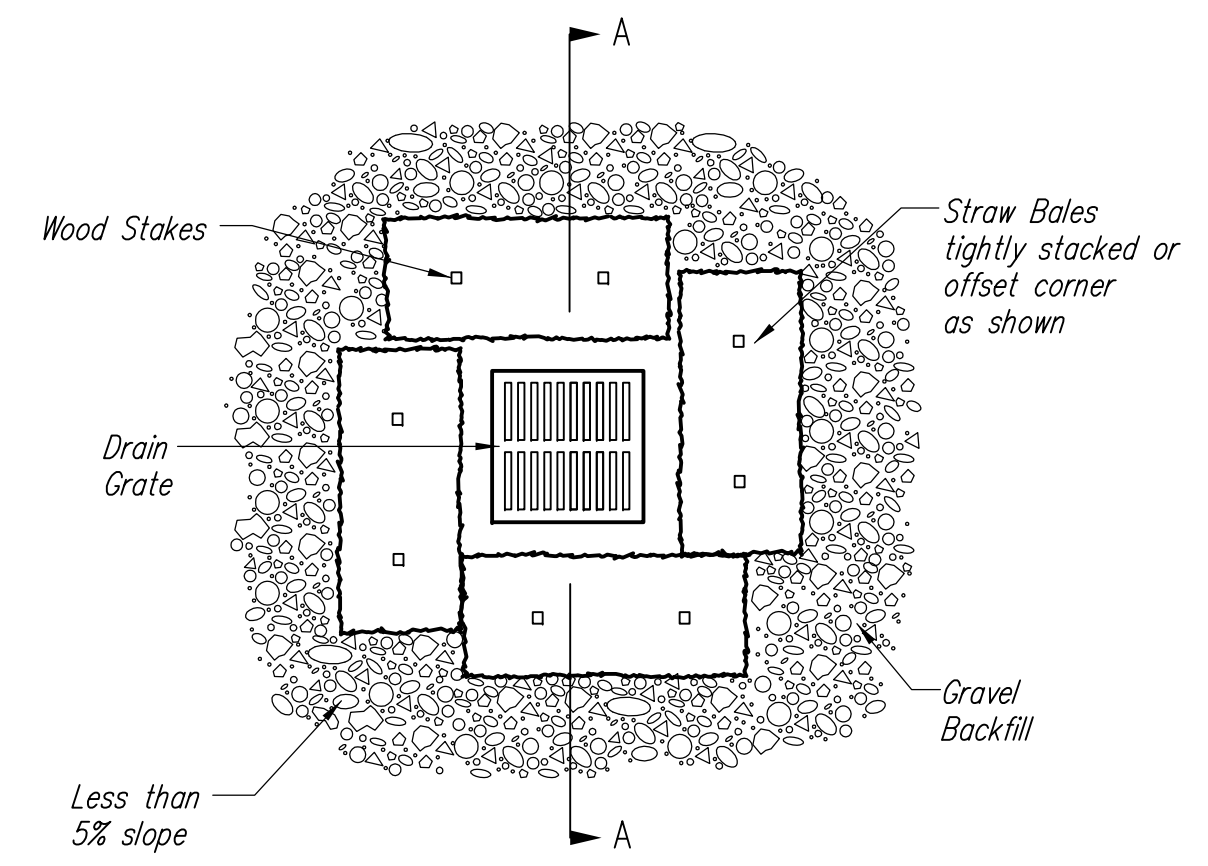 A
Wood Stakes
Straw Bales
tightly stacked or
offset corner
as shown
Drain
Grate
Gravel
Backfill
Less than
5% slope
A